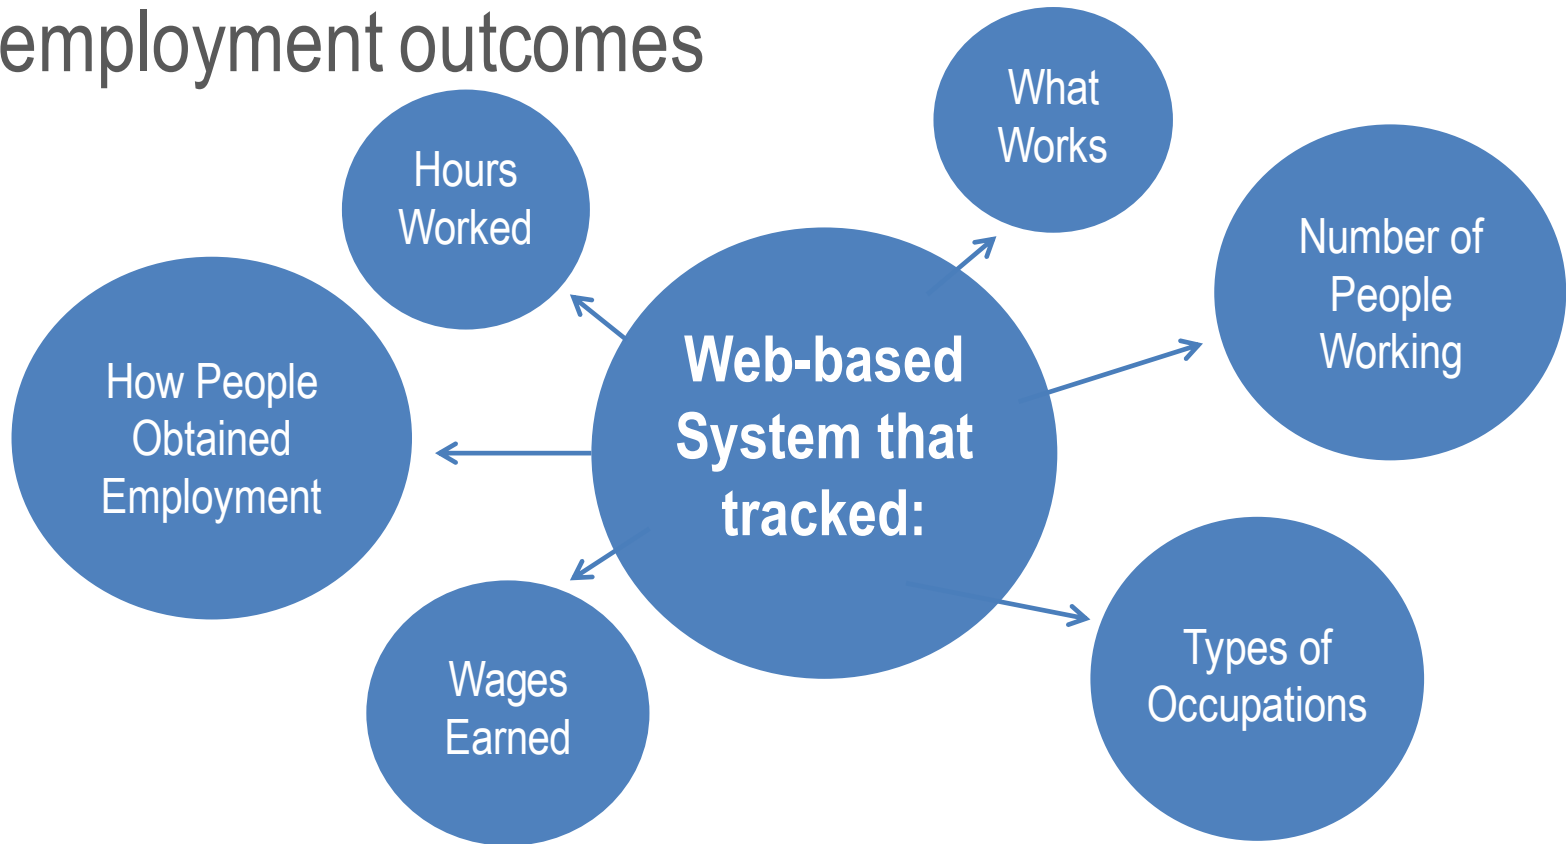 employment outcomes
What
Works
Hours
Worked
Number of
People
Working
How People
Obtained
Employment
Web-based
System that
tracked:
Wages
Earned
Types of
Occupations